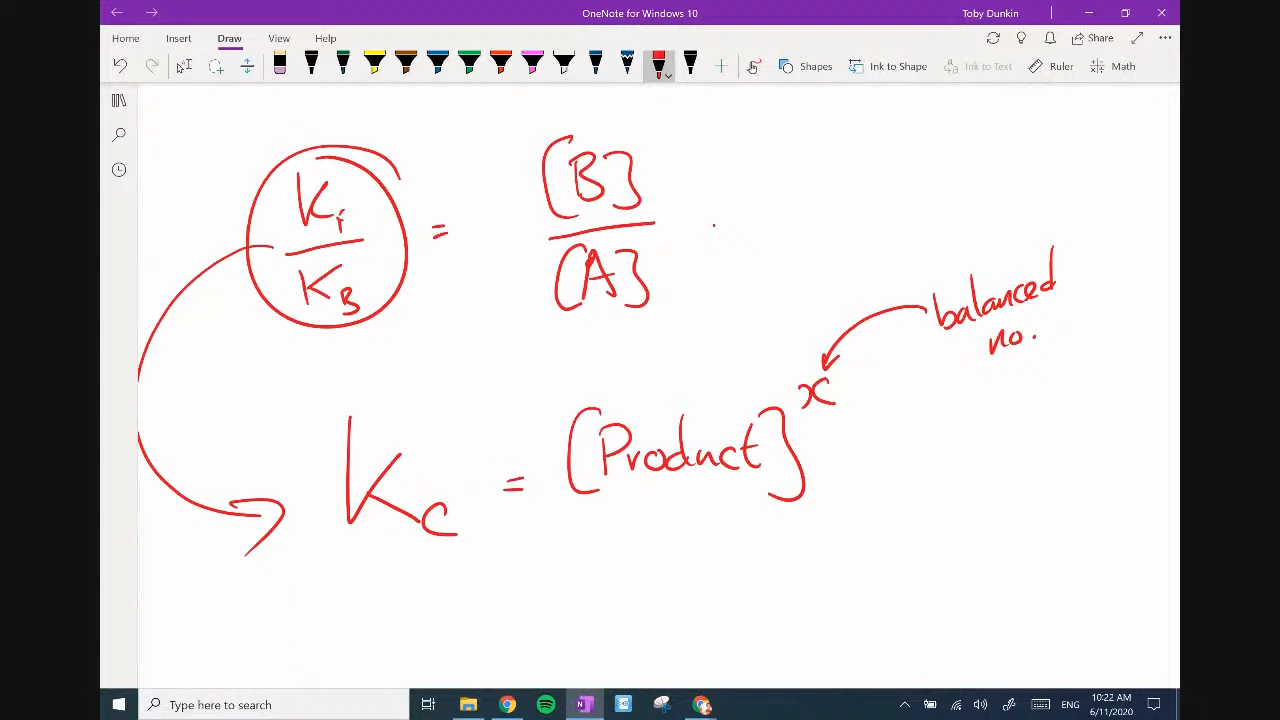 OneNote for Windows 10
Toby Dunkin
Home Insert Draw View Help
Share
Shapes Ink to Shape Ink to Text Ruler Math
Kf
KB
=
[B]
[A]
balanced
no.
x
Kc = [Product]
Type here to search
ENG
10:22 AM
6/11/2020